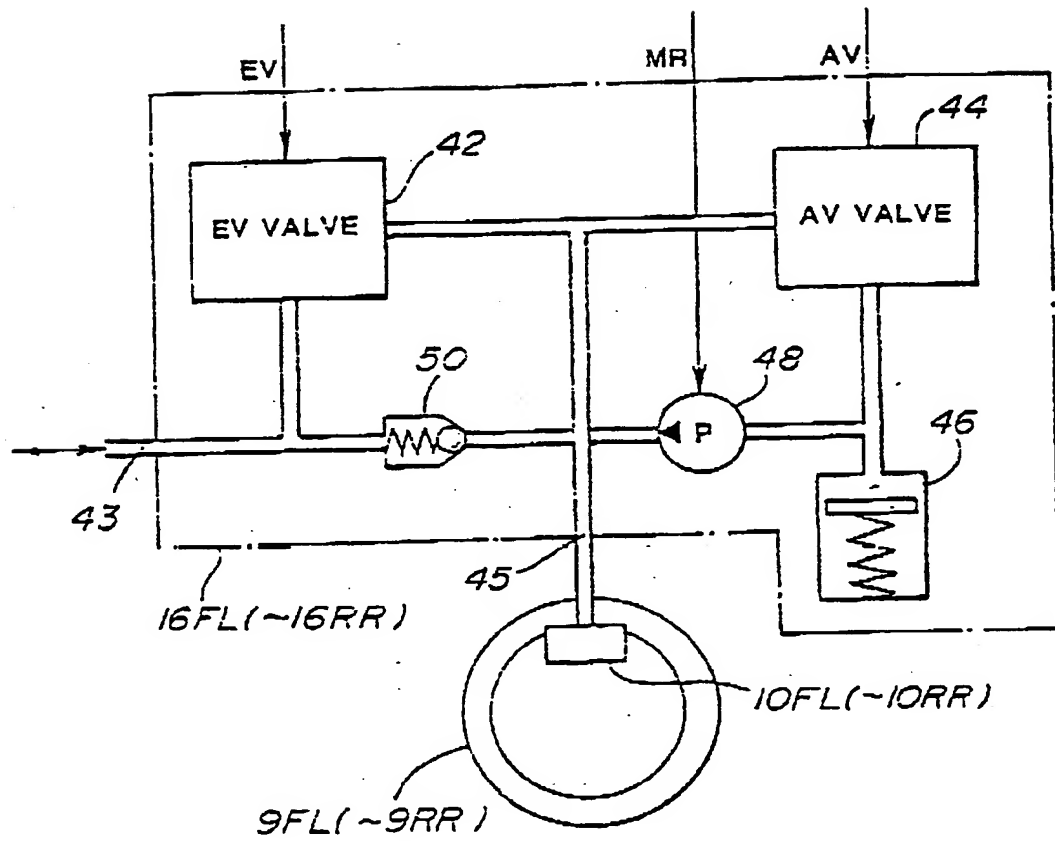 EV
MR
AV
42
44
EV VALVE
AV VALVE
50
48
P
46
43
45
16FL(~16RR)
10FL(~10RR)
9FL(~9RR)